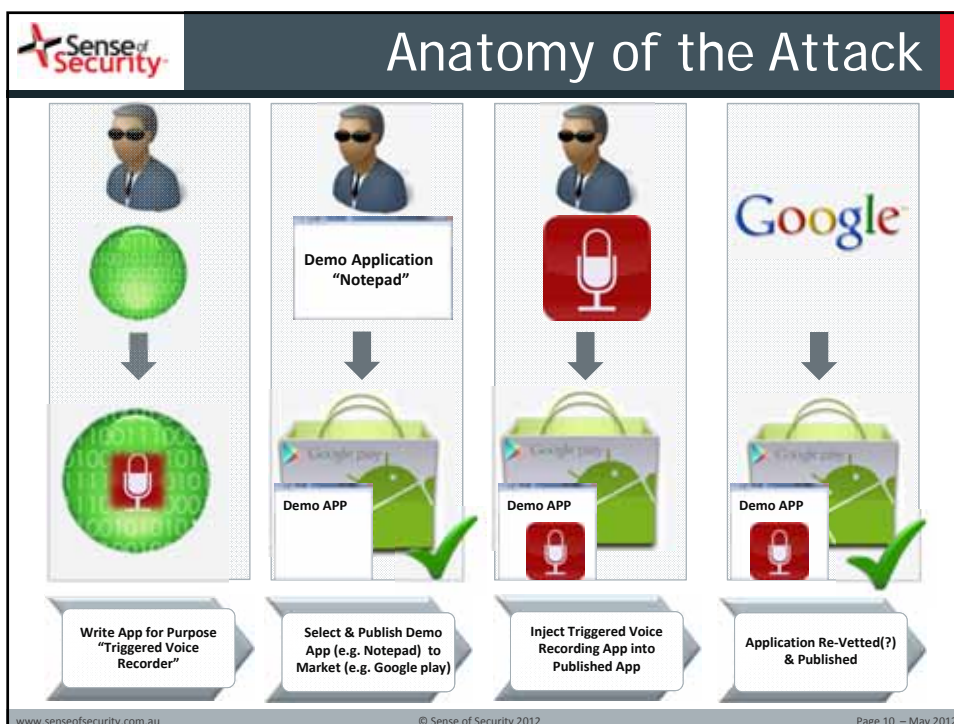 Sense of
Security
Anatomy of the Attack
Demo Application
“Notepad”
Google
Google play
Demo APP
Google play
Demo APP
Google play
Demo APP
Write App for Purpose
“Triggered Voice
Recorder”
Select & Publish Demo
App (e.g. Notepad) to
Market (e.g. Google play)
Inject Triggered Voice
Recording App into
Published App
Application Re-Vetted(?)
& Published
www.senseofsecurity.com.au
© Sense of Security 2012
Page 10 – May 2012